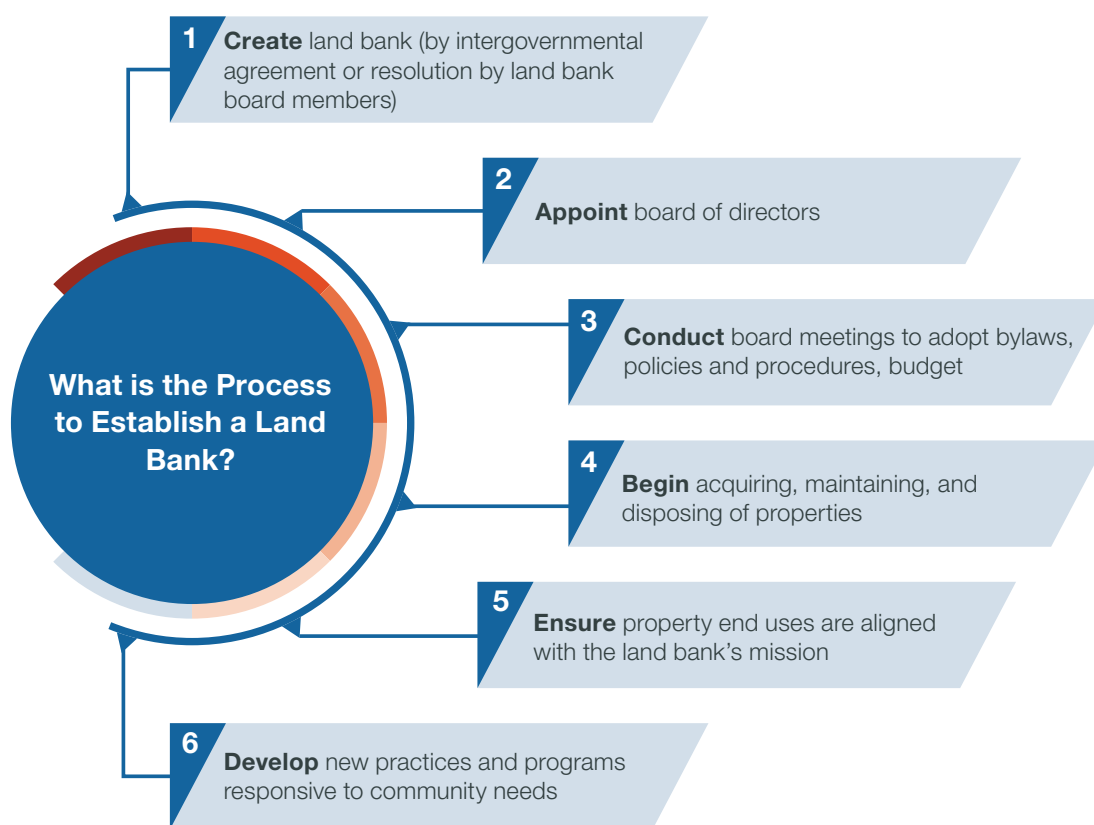 1
Create land bank (by intergovernmental
agreement or resolution by land bank
board members)
2
Appoint board of directors
3
Conduct board meetings to adopt bylaws,
policies and procedures, budget
What is the Process
to Establish a Land
Bank?
4
Begin acquiring, maintaining, and
disposing of properties
5
Ensure property end uses are aligned
with the land bank’s mission
6
Develop new practices and programs
responsive to community needs